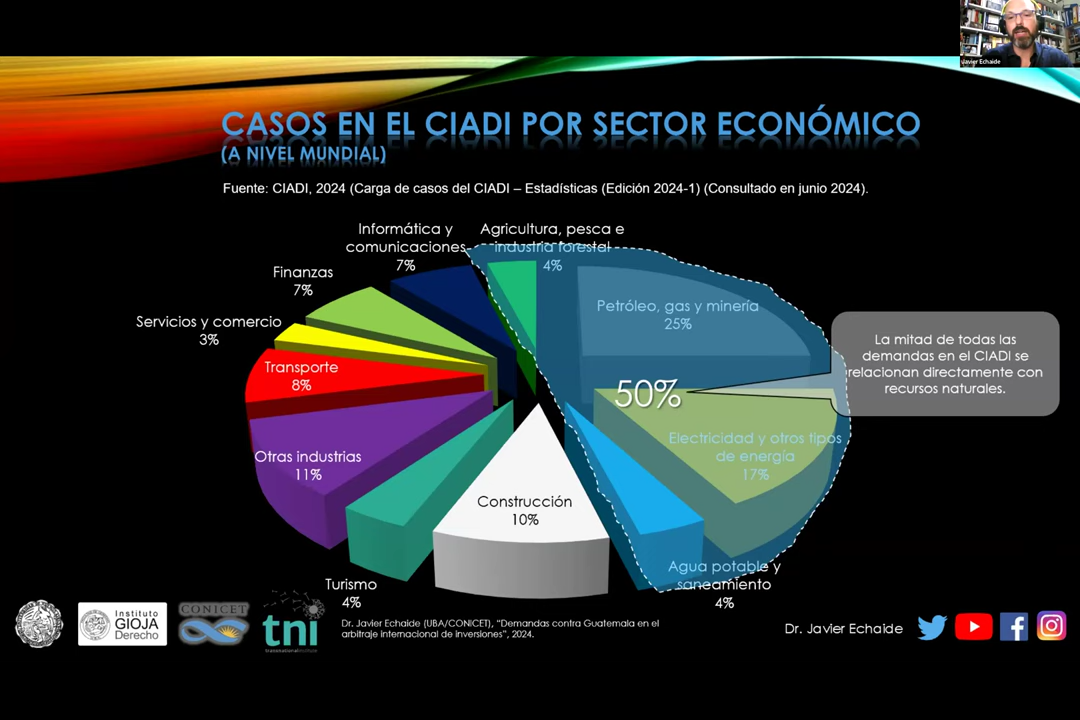 Javier Echaide
CASOS EN EL CIADI POR SECTOR ECONÓMICO
(A NIVEL MUNDIAL)
Fuente: CIADI, 2024 (Carga de casos del CIADI – Estadísticas (Edición 2024-1) (Consultado en junio 2024).
Informática y
comunicaciones
7%
Agricultura, pesca e
industria forestal
4%
Finanzas
7%
Petróleo, gas y minería
25%
Servicios y comercio
3%
La mitad de todas las
demandas en el CIADI se
relacionan directamente con
recursos naturales.
Transporte
8%
50%
Electricidad y otros tipos
de energía
17%
Otras industrias
11%
Construcción
10%
Agua potable y
saneamiento
4%
Turismo
4%
Instituto
GIOJA
Derecho
CONICET
tni
transnationalinstitute
Dr. Javier Echaide (UBA/CONICET), "Demandas contra Guatemala en el
arbitraje internacional de inversiones", 2024.
Dr. Javier Echaide